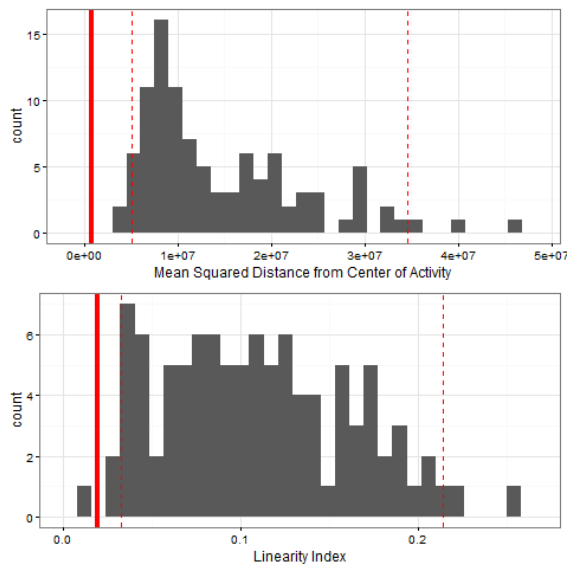 15
10
5
0
count
0e+00 1e+07 2e+07 3e+07 4e+07 5e+07
Mean Squared Distance from Center of Activity
6
4
2
0
count
0.0 0.1 0.2
Linearity Index